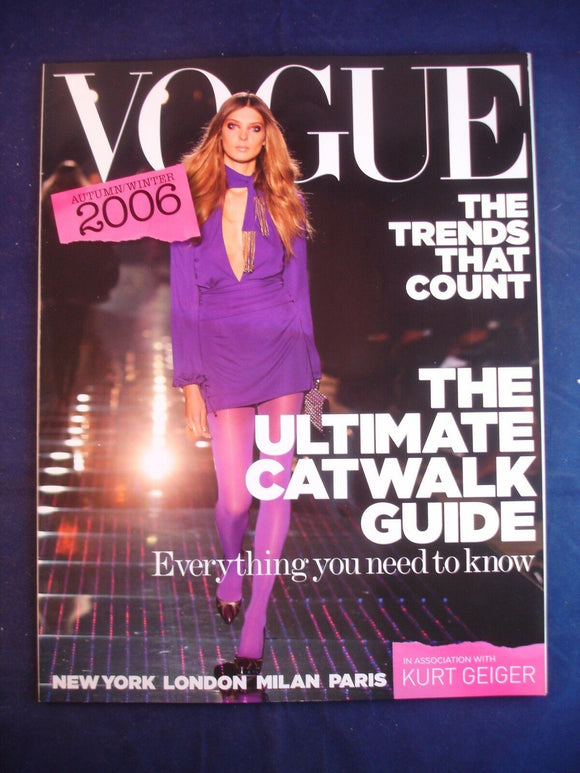 VOGUE
AUTUMN/WINTER
2006
THE
TRENDS
THAT
COUNT
THE
ULTIMATE
CATWALK
GUIDE
Everything you need to know
NEW YORK LONDON MILAN PARIS
IN ASSOCIATION WITH
KURT GEIGER